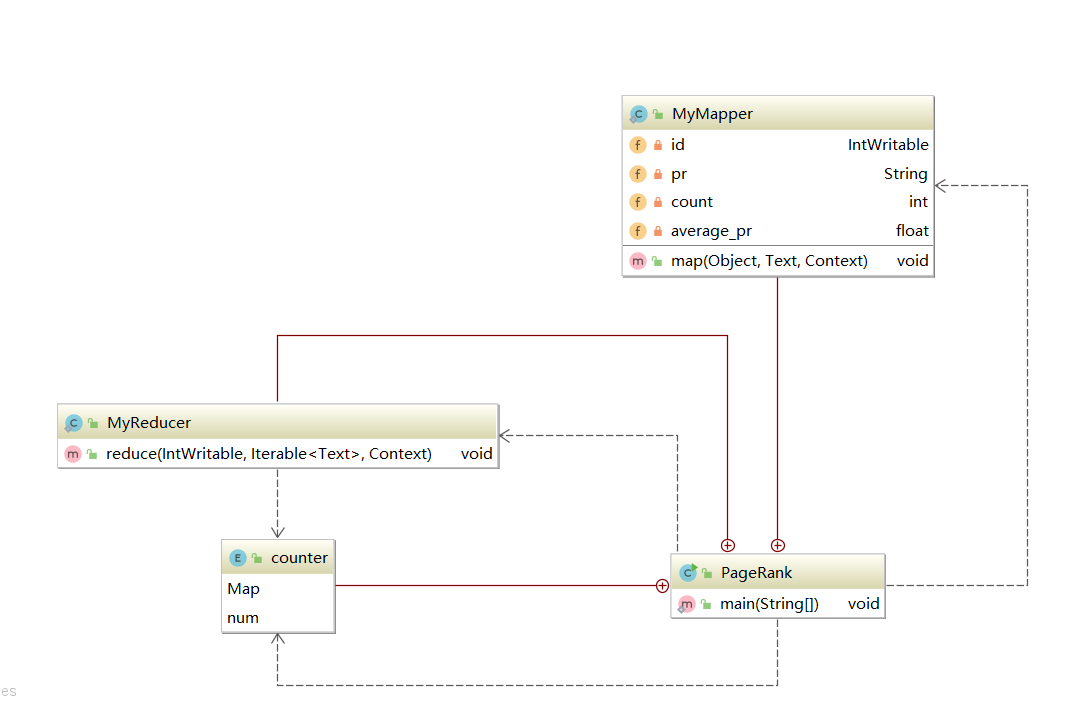 MyMapper
id IntWritable
pr String
count int
average_pr float
map(Object, Text, Context) void
MyReducer
reduce(IntWritable, Iterable<Text>, Context) void
counter
Map
num
PageRank
main(String[]) void
es